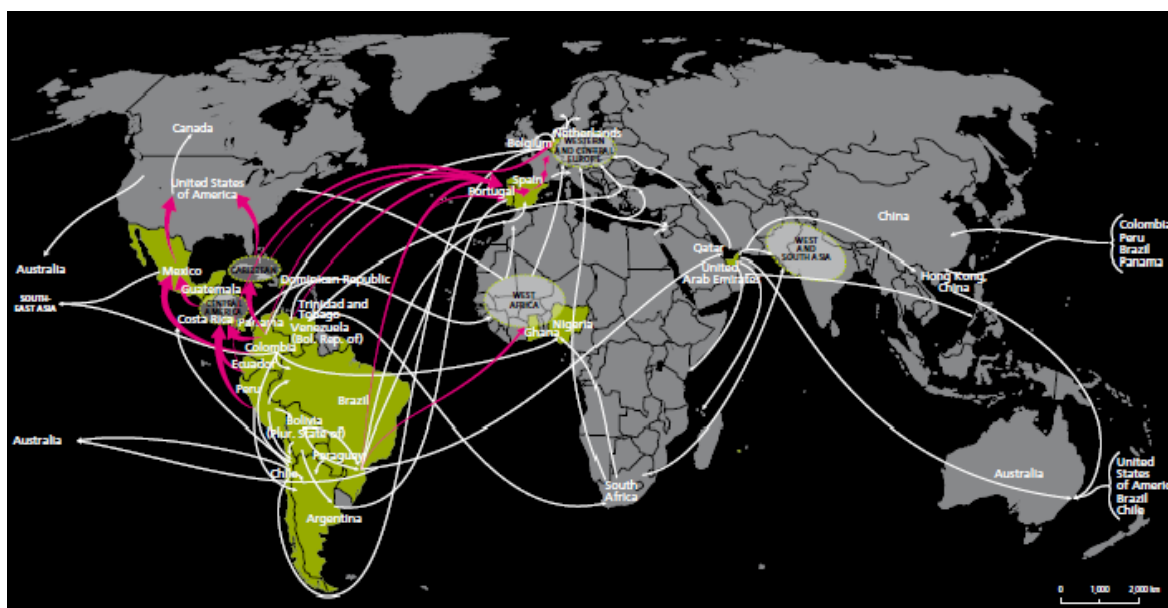 Canada
United States
of America
Australia
SOUTH-
EAST ASIA
Mexico
Guatemala
CENTRAL
AMERICA
Costa Rica
Panama
CARIBBEAN
Dominican Republic
Trinidad and
Tobago
Venezuela
(Bol. Rep. of)
Colombia
Ecuador
Peru
Brazil
Bolivia
(Plur. State of)
Paraguay
Chile
Argentina
Australia
Netherlands
Belgium
WESTERN
AND CENTRAL
EUROPE
Spain
Portugal
WEST
AFRICA
Ghana
Nigeria
South
Africa
Qatar
United
Arab Emirates
WEST
AND
SOUTH ASIA
China
Hong Kong,
China
Colombia
Peru
Brazil
Panama
Australia
United
States
of Americ
Brazil
Chile
0 1,000 2,000 km